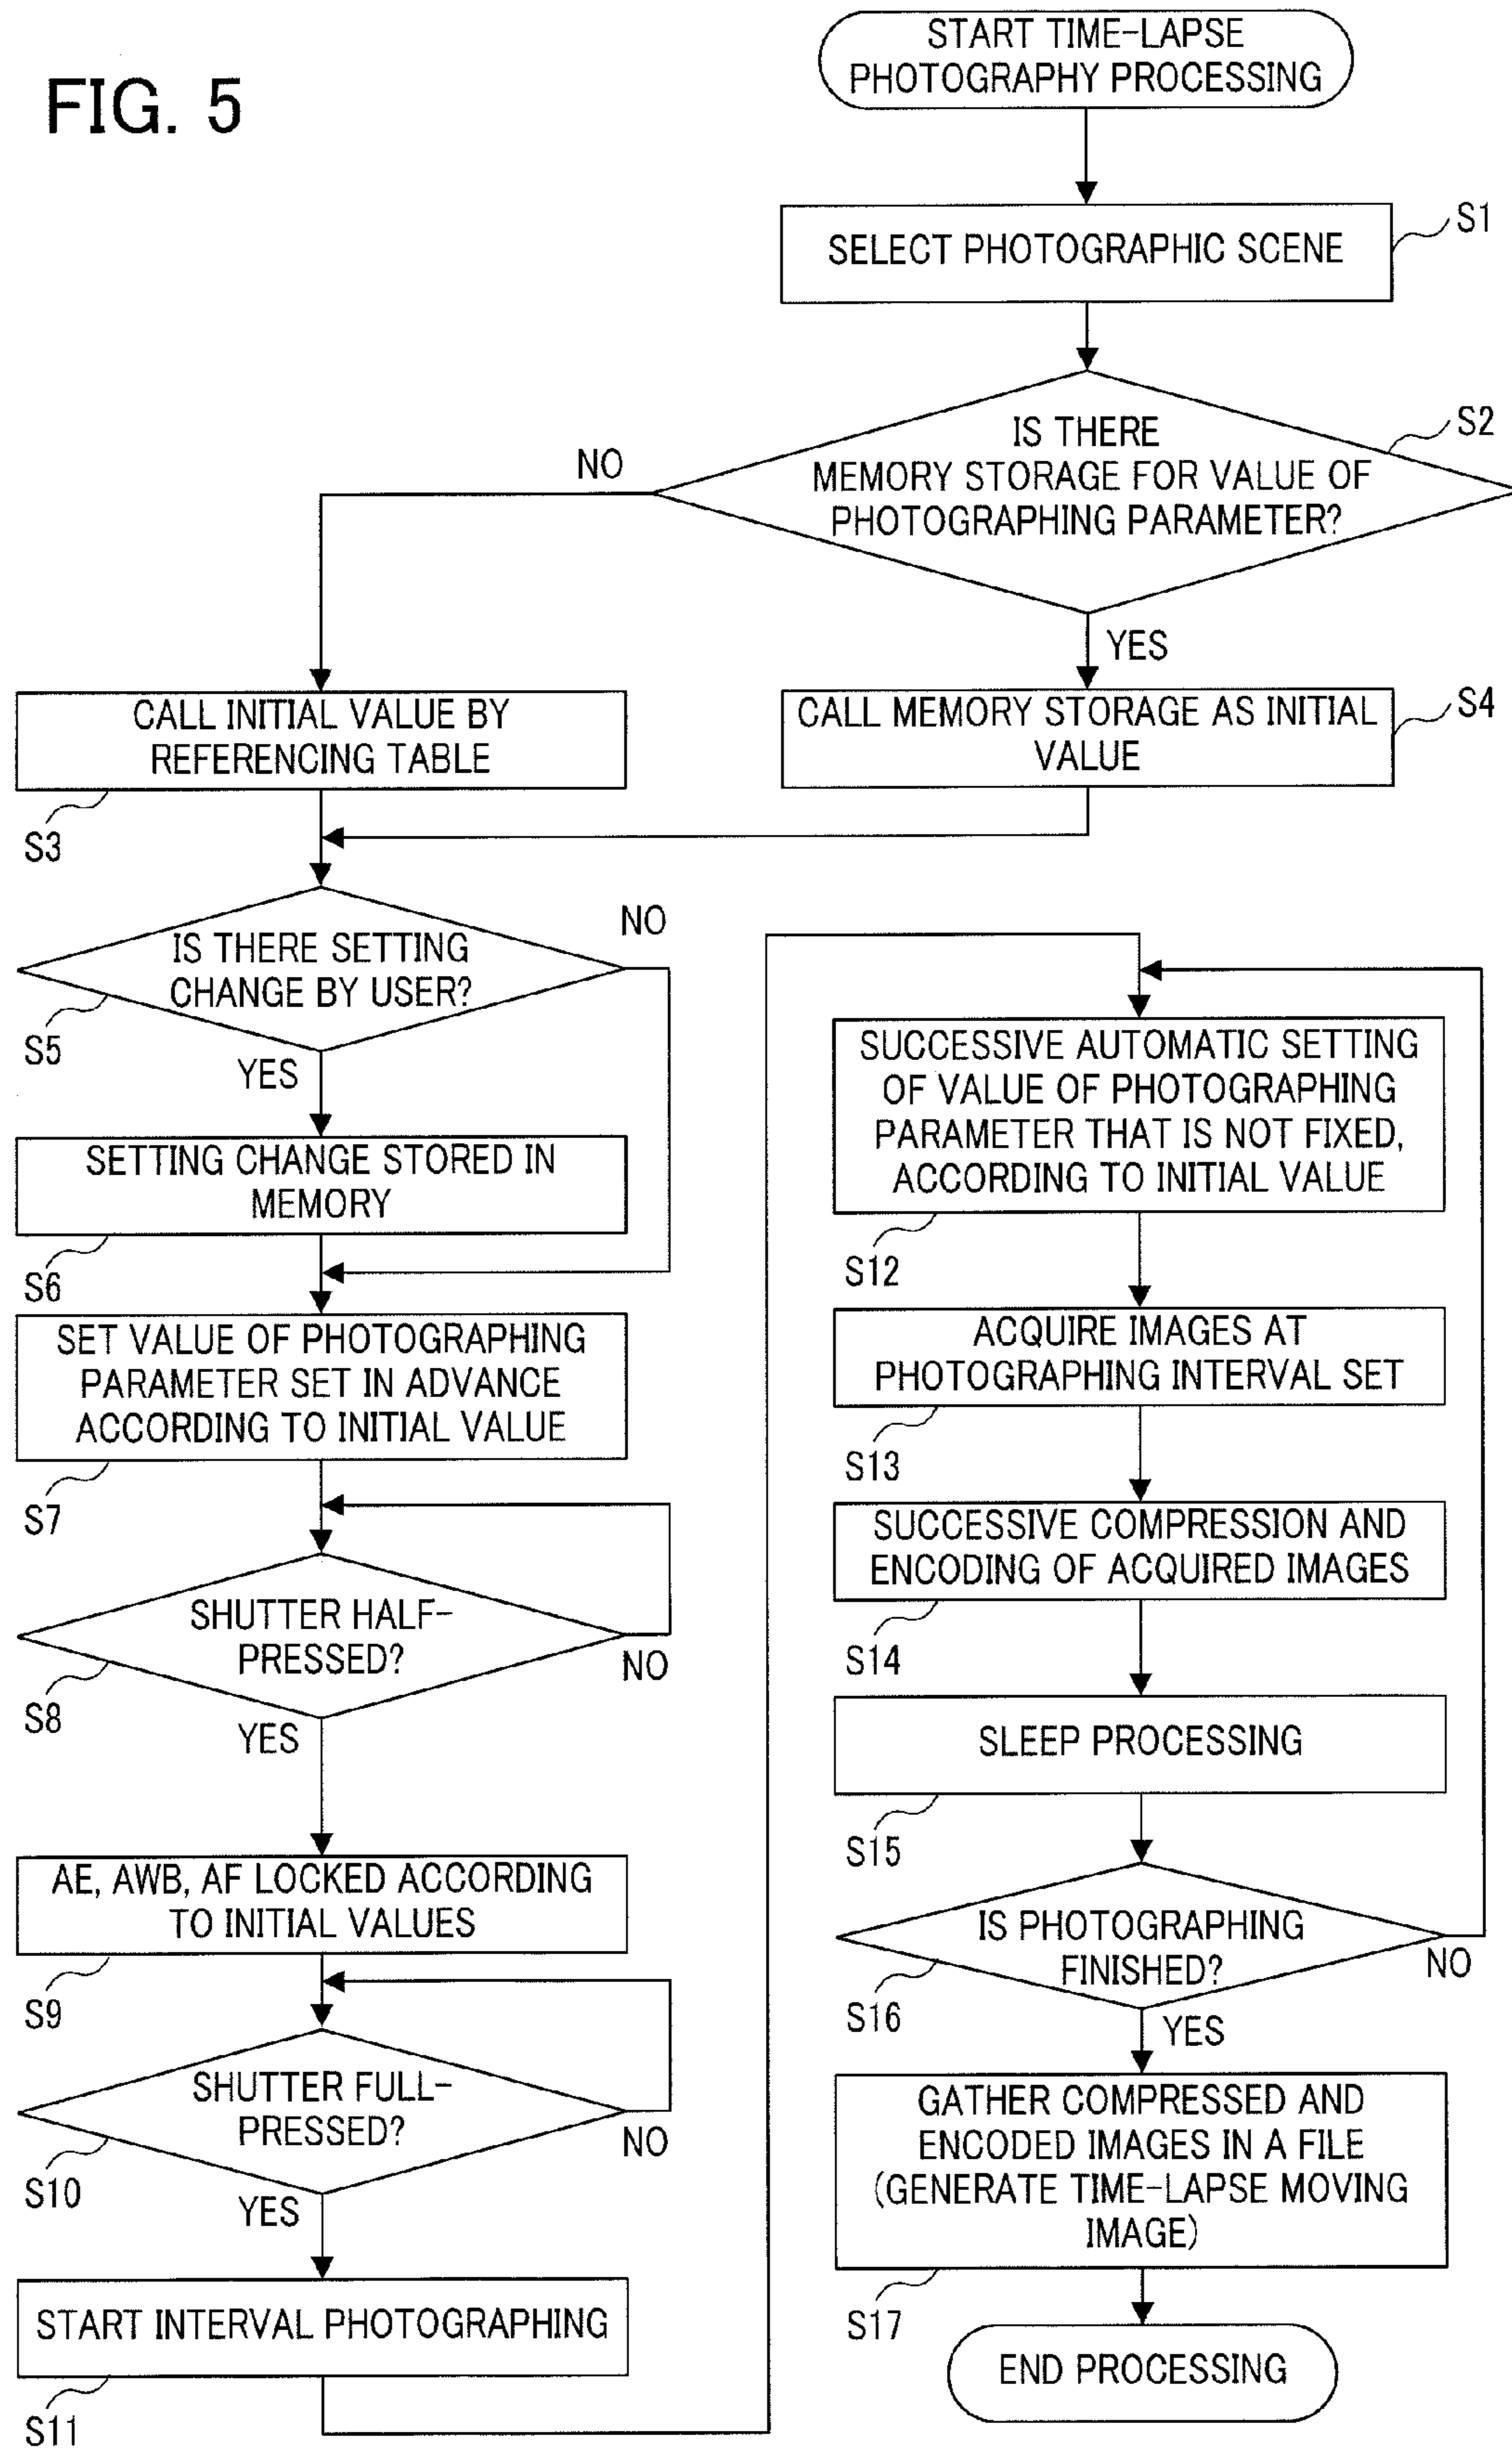 FIG. 5
START TIME-LAPSE
PHOTOGRAPHY PROCESSING
SELECT PHOTOGRAPHIC SCENE
S1
IS THERE
MEMORY STORAGE FOR VALUE OF
PHOTOGRAPHING PARAMETER?
S2
NO
YES
CALL INITIAL VALUE BY
REFERENCING TABLE
S3
CALL MEMORY STORAGE AS INITIAL
VALUE
S4
IS THERE SETTING
CHANGE BY USER?
NO
S5
YES
SETTING CHANGE STORED IN
MEMORY
S6
SET VALUE OF PHOTOGRAPHING
PARAMETER SET IN ADVANCE
ACCORDING TO INITIAL VALUE
S7
SHUTTER HALF-
PRESSED?
NO
S8
YES
AE, AWB, AF LOCKED ACCORDING
TO INITIAL VALUES
S9
SHUTTER FULL-
PRESSED?
NO
S10
YES
START INTERVAL PHOTOGRAPHING
S11
SUCCESSIVE AUTOMATIC SETTING
OF VALUE OF PHOTOGRAPHING
PARAMETER THAT IS NOT FIXED,
ACCORDING TO INITIAL VALUE
S12
ACQUIRE IMAGES AT
PHOTOGRAPHING INTERVAL SET
S13
SUCCESSIVE COMPRESSION AND
ENCODING OF ACQUIRED IMAGES
S14
SLEEP PROCESSING
S15
IS PHOTOGRAPHING
FINISHED?
NO
S16
YES
GATHER COMPRESSED AND
ENCODED IMAGES IN A FILE
(GENERATE TIME-LAPSE MOVING
IMAGE)
S17
END PROCESSING